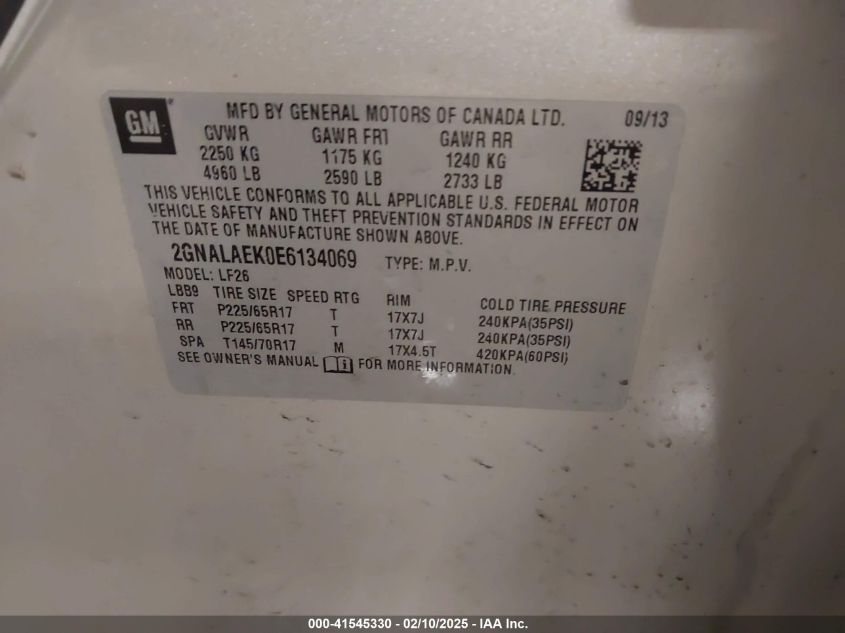 GM
MFD BY GENERAL MOTORS OF CANADA LTD. 09/13
GVWR GAWR FRT GAWR RR
2250 KG 1175 KG 1240 KG
4960 LB 2590 LB 2733 LB
THIS VEHICLE CONFORMS TO ALL APPLICABLE U.S. FEDERAL MOTOR
VEHICLE SAFETY AND THEFT PREVENTION STANDARDS IN EFFECT ON
THE DATE OF MANUFACTURE SHOWN ABOVE.
2GNALAEK0E6134069 TYPE: M.P.V.
MODEL: LF26
LBB9 TIRE SIZE SPEED RTG RIM COLD TIRE PRESSURE
FRT P225/65R17 T 17X7J 240KPA(35PSI)
RR P225/65R17 T 17X7J 240KPA(35PSI)
SPA T145/70R17 M 17X4.5T 420KPA(60PSI)
SEE OWNER'S MANUAL FOR MORE INFORMATION.
000-41545330 - 02/10/2025 - IAA Inc.